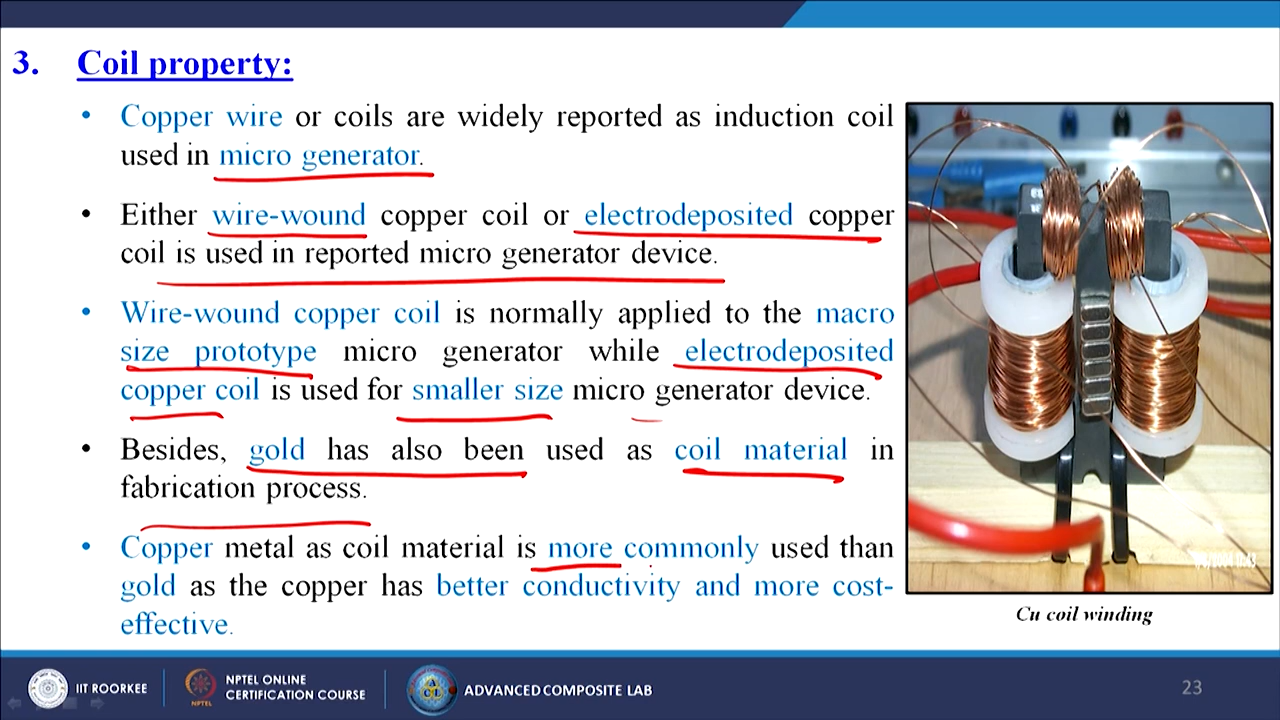 3. Coil property:
• Copper wire or coils are widely reported as induction coil
used in micro generator.
• Either wire-wound copper coil or electrodeposited copper
coil is used in reported micro generator device.
• Wire-wound copper coil is normally applied to the macro
size prototype micro generator while electrodeposited
copper coil is used for smaller size micro generator device.
• Besides, gold has also been used as coil material in
fabrication process.
• Copper metal as coil material is more commonly used than
gold as the copper has better conductivity and more cost-
effective.
Cu coil winding
IIT ROORKEE
NPTEL ONLINE
CERTIFICATION COURSE
NPTEL
ADVANCED COMPOSITE LAB
23